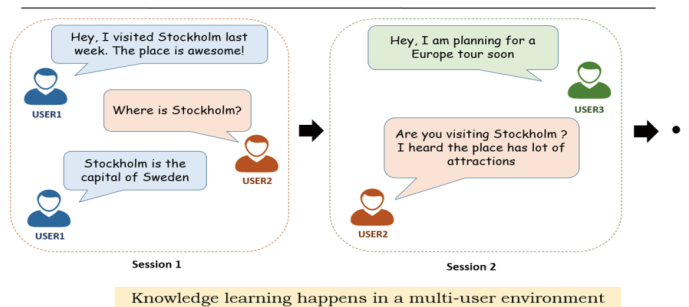 Hey, I visited Stockholm last
week. The place is awesome!
USER1
Where is Stockholm?
USER2
Stockholm is the
capital of Sweden
USER1
Session 1
Hey, I am planning for a
Europe tour soon
USER3
Are you visiting Stockholm ?
I heard the place has lot of
attractions
USER2
Session 2
Knowledge learning happens in a multi-user environment